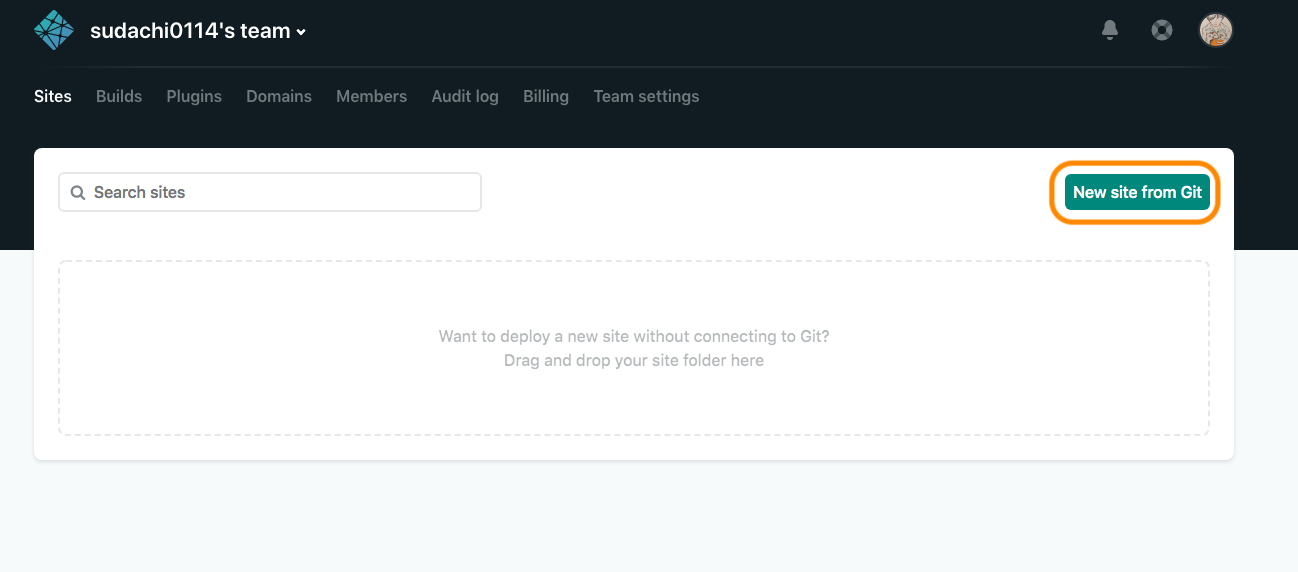 sudachi0114's team
Sites Builds Plugins Domains Members Audit log Billing Team settings
Search sites
New site from Git
Want to deploy a new site without connecting to Git?
Drag and drop your site folder here